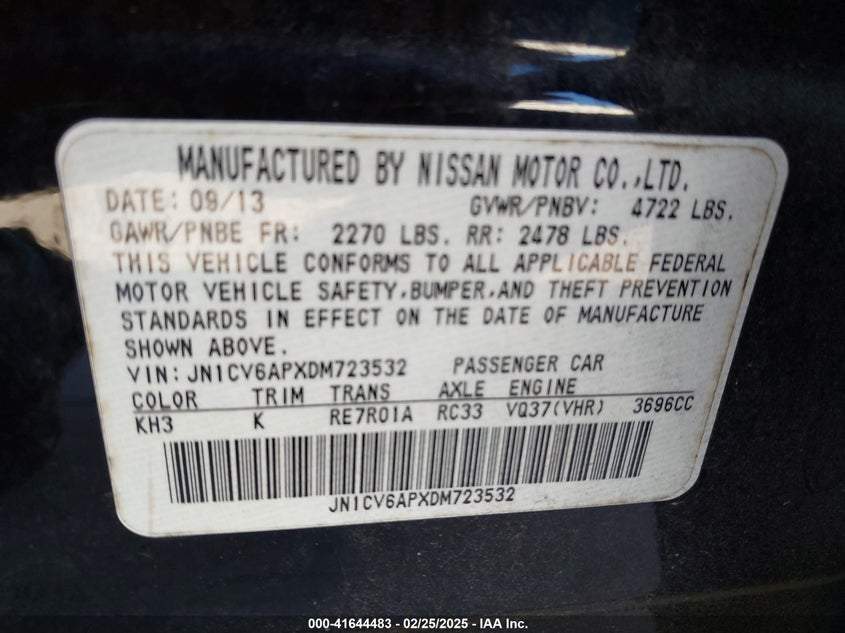 MANUFACTURED BY NISSAN MOTOR CO.,LTD.
DATE: 09/13 GVWR/PNBV: 4722 LBS.
GAWR/PNBE FR: 2270 LBS. RR: 2478 LBS.
THIS VEHICLE CONFORMS TO ALL APPLICABLE FEDERAL
MOTOR VEHICLE SAFETY,BUMPER,AND THEFT PREVENTION
STANDARDS IN EFFECT ON THE DATE OF MANUFACTURE
SHOWN ABOVE.
VIN:JN1CV6APXDM723532 PASSENGER CAR
COLOR TRIM TRANS AXLE ENGINE
KH3 K RE7R01A RC33 VQ37(VHR) 3696CC
JN1CV6APXDM723532
000-41644483 - 02/25/2025 - IAA Inc.